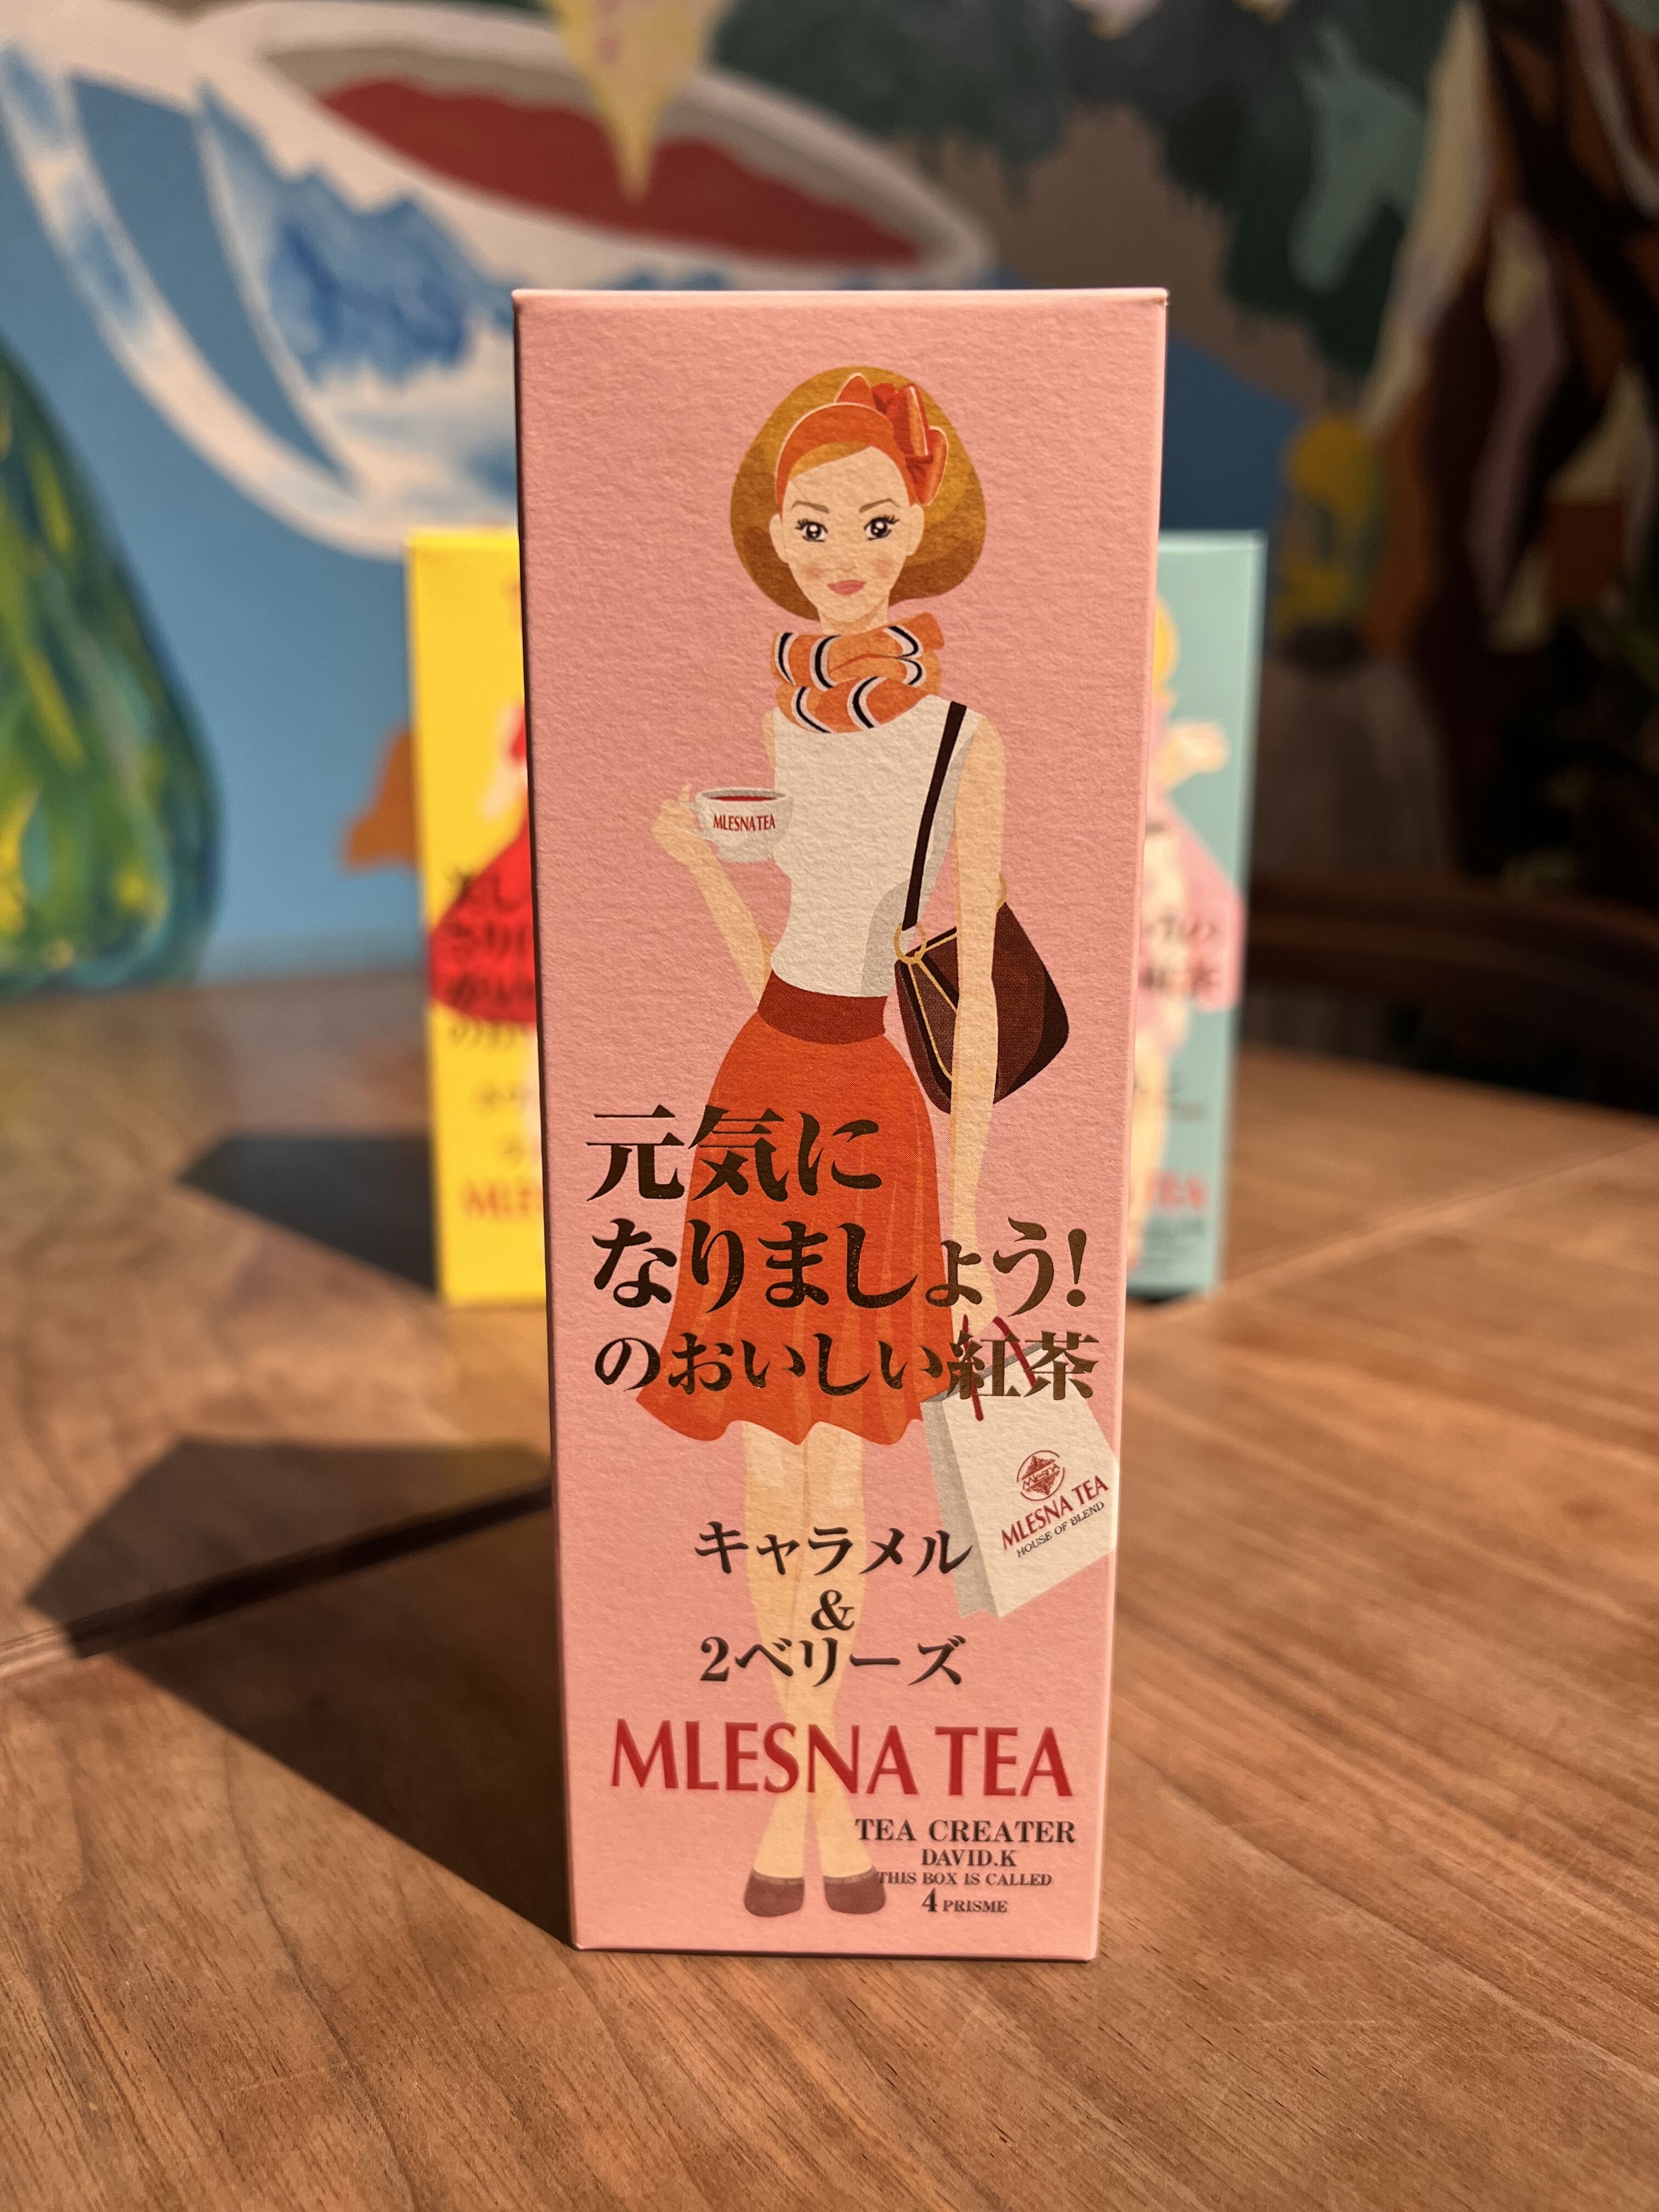 MLESNA TEA
元気に
なりましょう!
のおいしい紅茶
MLESNA
MLESNA TEA
HOUSE OF BLEND
キャラメル
&
2ベリーズ
MLESNA TEA
TEA CREATER
DAVID.K
THIS BOX IS CALLED
4 PRISME